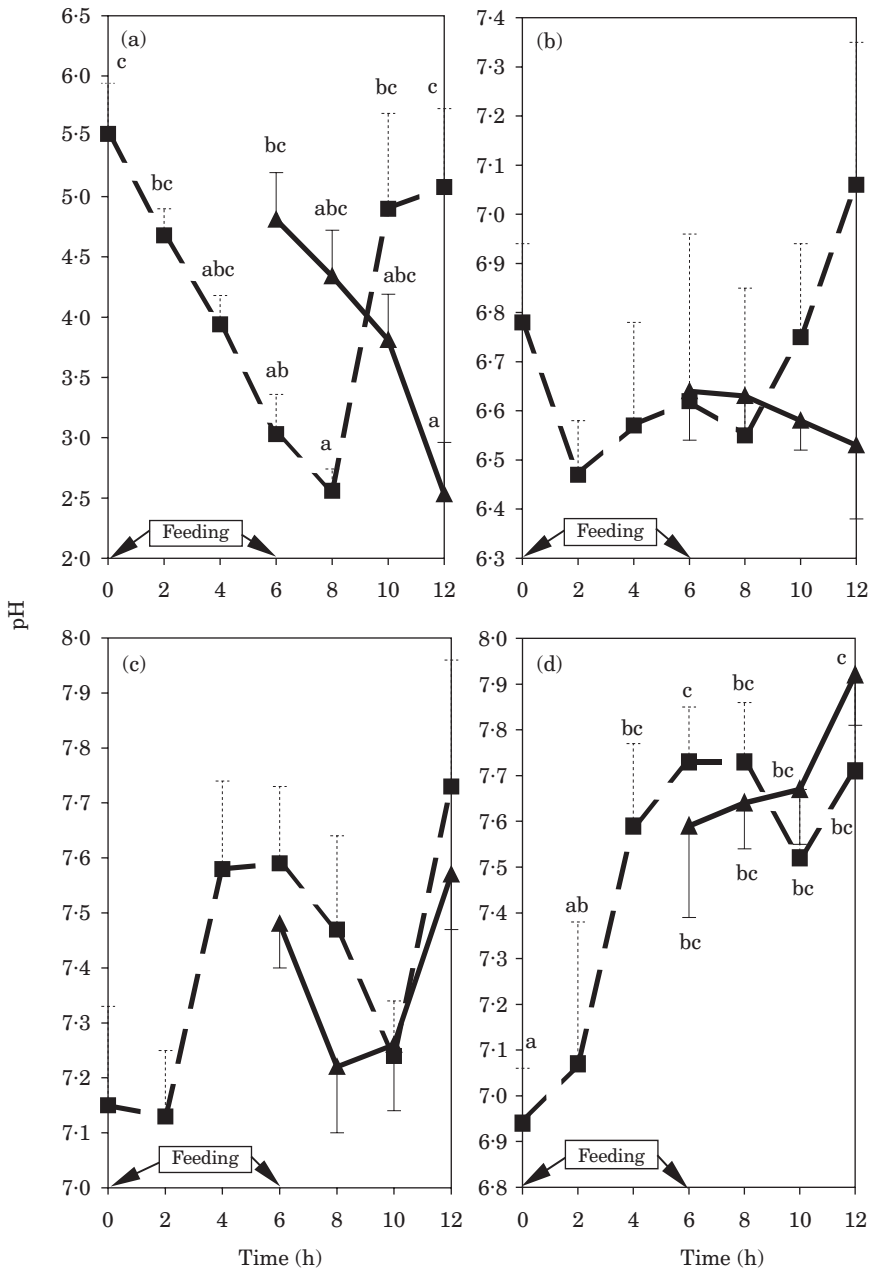 6·5
6·0
5·5
5·0
4·5
4·0
3·5
3·0
2·5
2·0
(a)
c
bc
abc
ab
a
bc
abc
abc
a
bc
c
Feeding
0 2 4 6 8 10 12
7·4
7·3
7·1
7·1
7·0
6·9
6·8
6·7
6·6
6·5
6·4
6·3
(b)
Feeding
0 2 4 6 8 10 12
pH
8·0
7·9
7·8
7·7
7·6
7·5
7·4
7·3
7·2
7·1
7·0
(c)
Feeding
0 2 4 6 8 10 12
Time (h)
8·0
7·9
7·8
7·7
7·6
7·5
7·4
7·3
7·2
7·1
7·0
6·9
6·8
(d)
a
ab
bc
c
bc
bc
c
bc
bc
bc
bc
Feeding
0 2 4 6 8 10 12
Time (h)